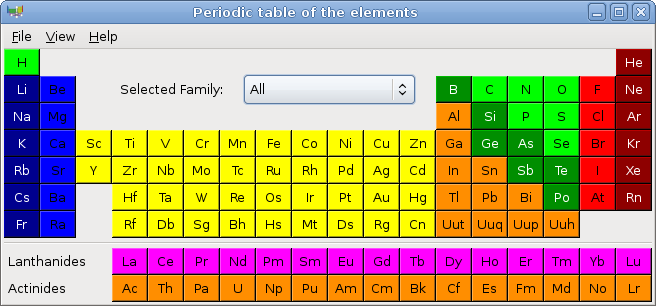 Periodic table of the elements
File View Help
H He
Selected Family: All
Li Be B C N O F Ne
Na Mg Al Si P S Cl Ar
K Ca Sc Ti V Cr Mn Fe Co Ni Cu Zn Ga Ge As Se Br Kr
Rb Sr Y Zr Nb Mo Tc Ru Rh Pd Ag Cd In Sn Sb Te I Xe
Cs Ba Hf Ta W Re Os Ir Pt Au Hg Tl Pb Bi Po At Rn
Fr Ra Rf Db Sg Bh Hs Mt Ds Rg Cn Uut Uuq Uup Uuh
Lanthanides La Ce Pr Nd Pm Sm Eu Gd Tb Dy Ho Er Tm Yb Lu
Actinides Ac Th Pa U Np Pu Am Cm Bk Cf Es Fm Md No Lr